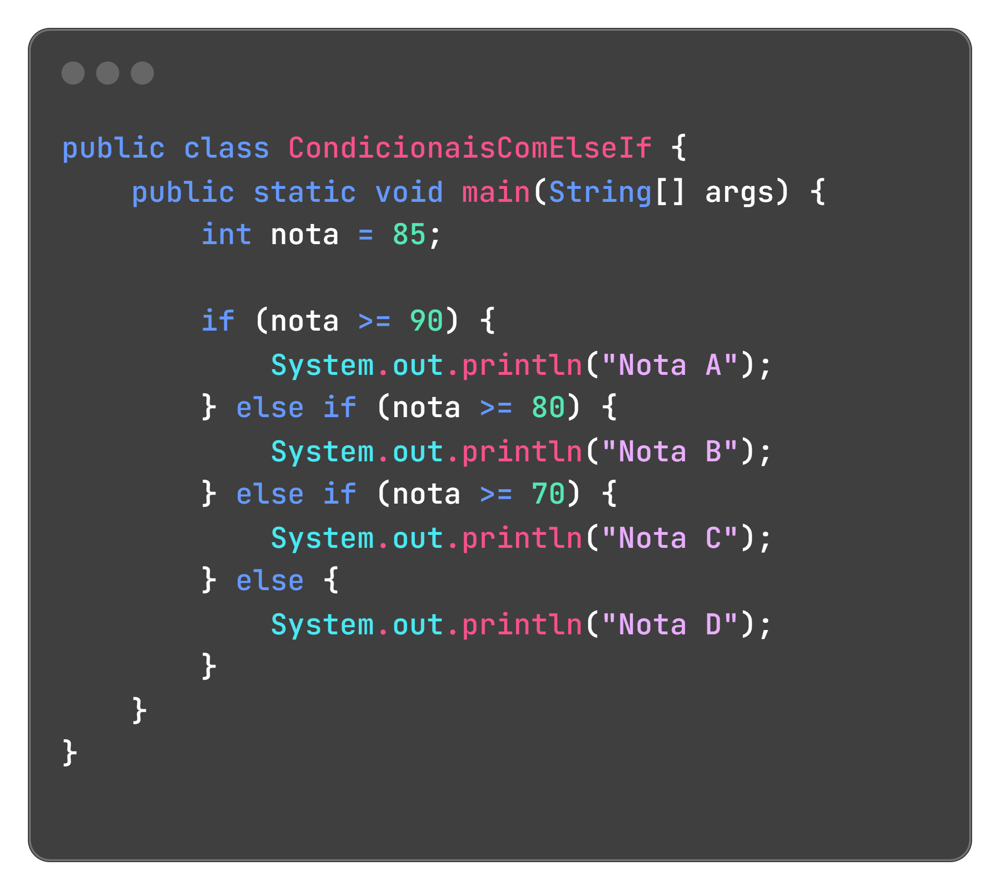 public class CondicionaisComElseIf {
    public static void main(String[] args) {
        int nota = 85;

        if (nota >= 90) {
            System.out.println("Nota A");
        } else if (nota >= 80) {
            System.out.println("Nota B");
        } else if (nota >= 70) {
            System.out.println("Nota C");
        } else {
            System.out.println("Nota D");
        }
    }
}